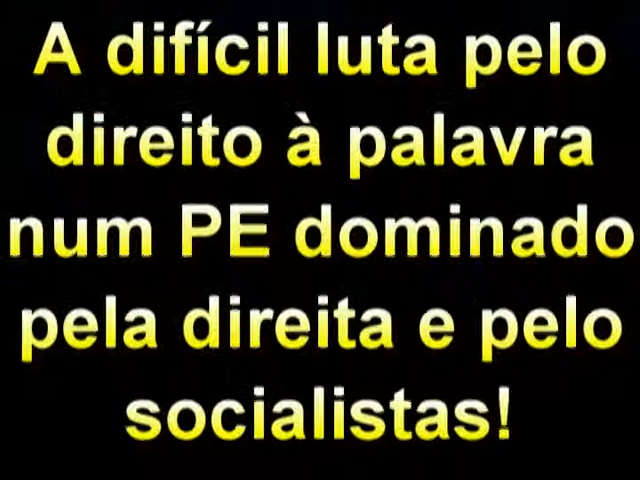 A difícil luta pelo
direito à palavra
num PE dominado
pela direita e pelo
socialistas!